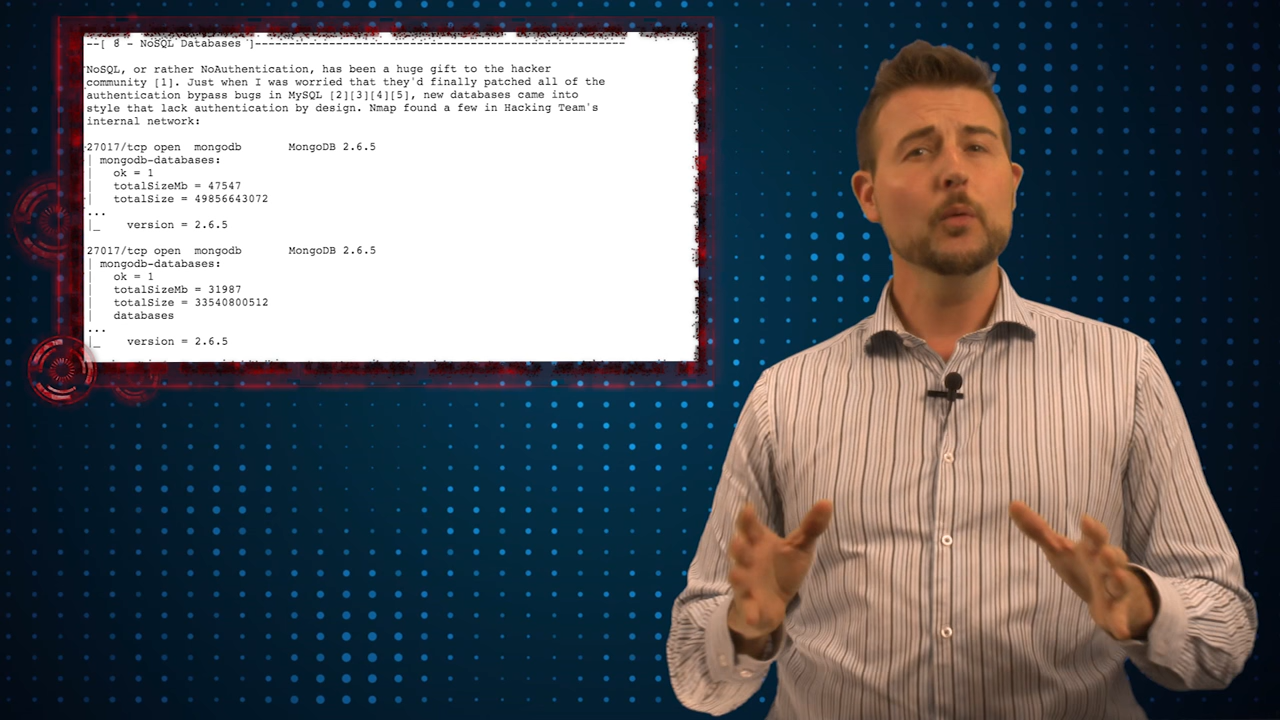 --[ 8 - NoSQL Databases ]-------------------------------------------------------
NoSQL, or rather NoAuthentication, has been a huge gift to the hacker
community [1]. Just when I was worried that they'd finally patched all of the
authentication bypass bugs in MySQL [2][3][4][5], new databases came into
style that lack authentication by design. Nmap found a few in Hacking Team's
internal network:
27017/tcp open  mongodb       MongoDB 2.6.5
| mongodb-databases:
|   ok = 1
|   totalSizeMb = 47547
|   totalSize = 49856643072
...
|_    version = 2.6.5
27017/tcp open  mongodb       MongoDB 2.6.5
| mongodb-databases:
|   ok = 1
|   totalSizeMb = 31987
|   totalSize = 33540800512
|   databases
...
|_    version = 2.6.5